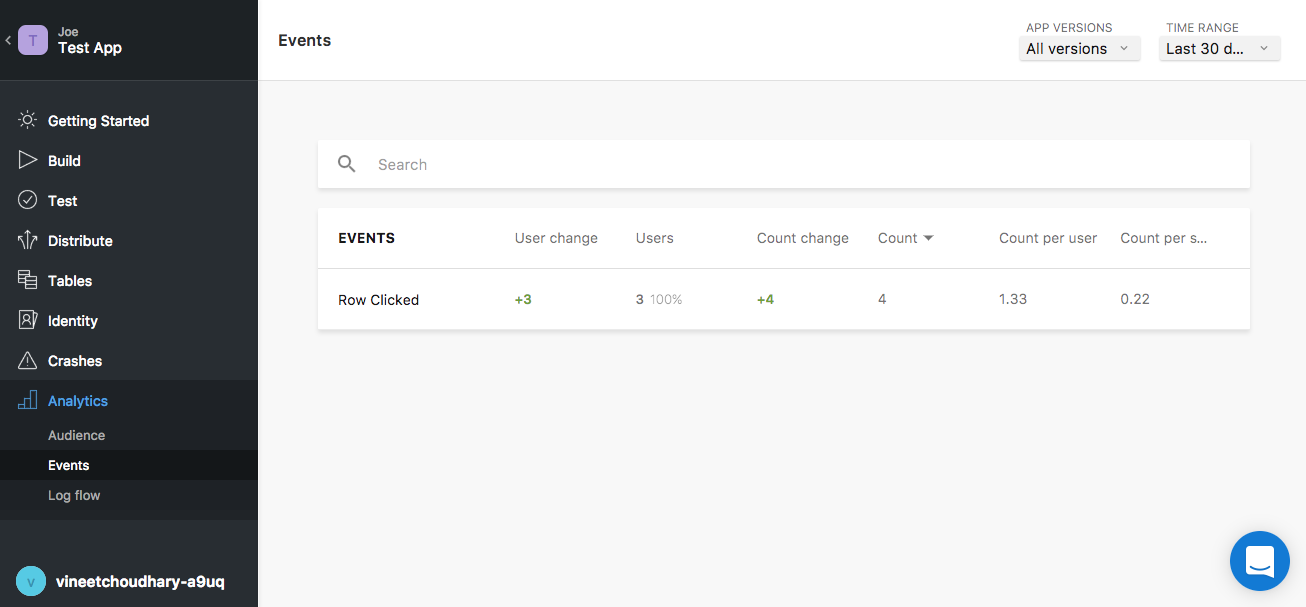 T
Joe
Test App
Getting Started
Build
Test
Distribute
Tables
Identity
Crashes
Analytics
Audience
Events
Log flow
v
vineetchoudhary-a9uq
Events
APP VERSIONS
All versions
TIME RANGE
Last 30 d...
Search
EVENTS User change Users Count change Count Count per user Count per s...
Row Clicked +3 3 100% +4 4 1.33 0.22